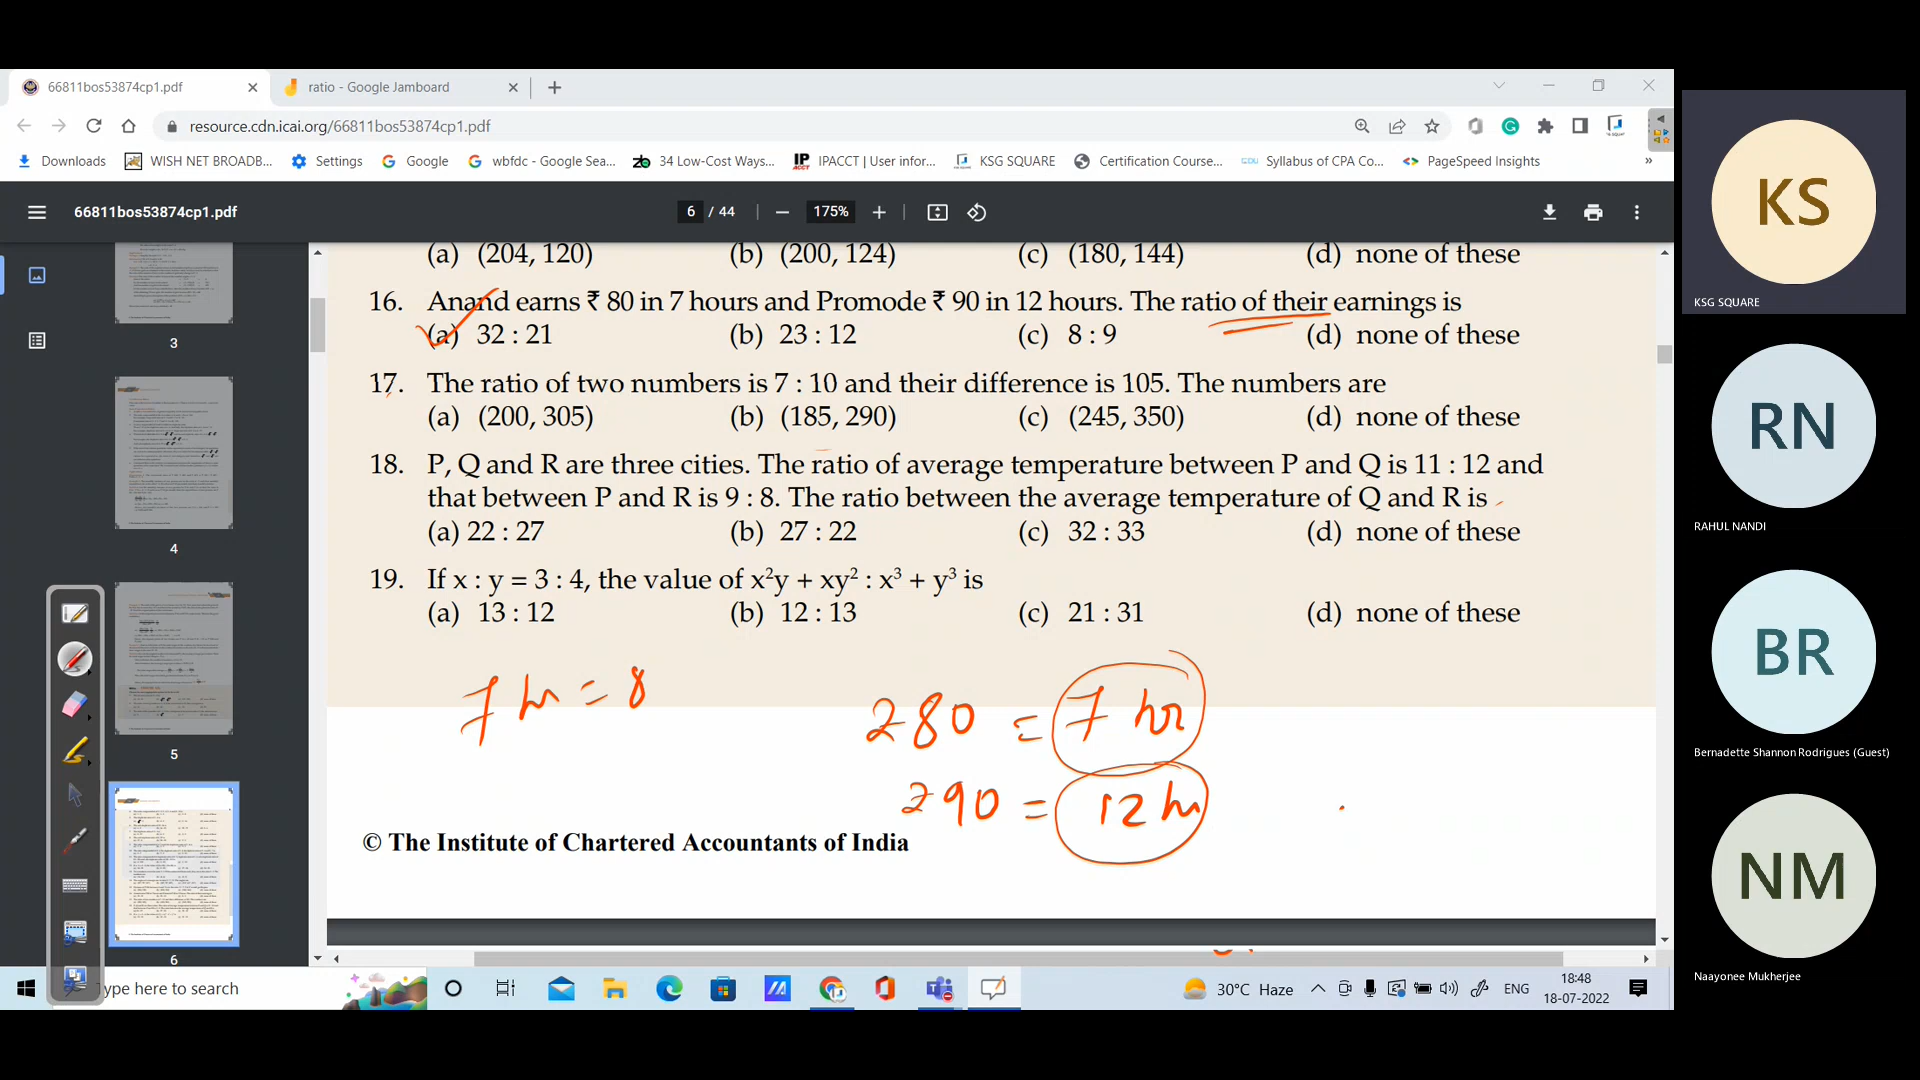 66811bos53874cp1.pdf
ratio - Google Jamboard
resource.cdn.icai.org/66811bos53874cp1.pdf
Downloads WISH NET BROADB... Settings Google wbfdc - Google Sea... 34 Low-Cost Ways... IPACCT | User infor... KSG SQUARE Certification Course... Syllabus of CPA Co... PageSpeed Insights »
66811bos53874cp1.pdf 6 / 44 175%
(a) (204, 120) (b) (200, 124) (c) (180, 144) (d) none of these
16. Anand earns ₹ 80 in 7 hours and Promode ₹ 90 in 12 hours. The ratio of their earnings is
(a) 32 : 21 (b) 23 : 12 (c) 8 : 9 (d) none of these
17. The ratio of two numbers is 7 : 10 and their difference is 105. The numbers are
(a) (200, 305) (b) (185, 290) (c) (245, 350) (d) none of these
18. P, Q and R are three cities. The ratio of average temperature between P and Q is 11 : 12 and
that between P and R is 9 : 8. The ratio between the average temperature of Q and R is
(a) 22 : 27 (b) 27 : 22 (c) 32 : 33 (d) none of these
19. If x : y = 3 : 4, the value of x²y + xy² : x³ + y³ is
(a) 13 : 12 (b) 12 : 13 (c) 21 : 31 (d) none of these
7 hr = 8
280 = 7 hr
290 = 12 hr
© The Institute of Chartered Accountants of India
3
4
5
6
Type here to search
30°C Haze
ENG
18:48
18-07-2022
KS
KSG SQUARE
RN
RAHUL NANDI
BR
Bernadette Shannon Rodrigues (Guest)
NM
Naayonee Mukherjee